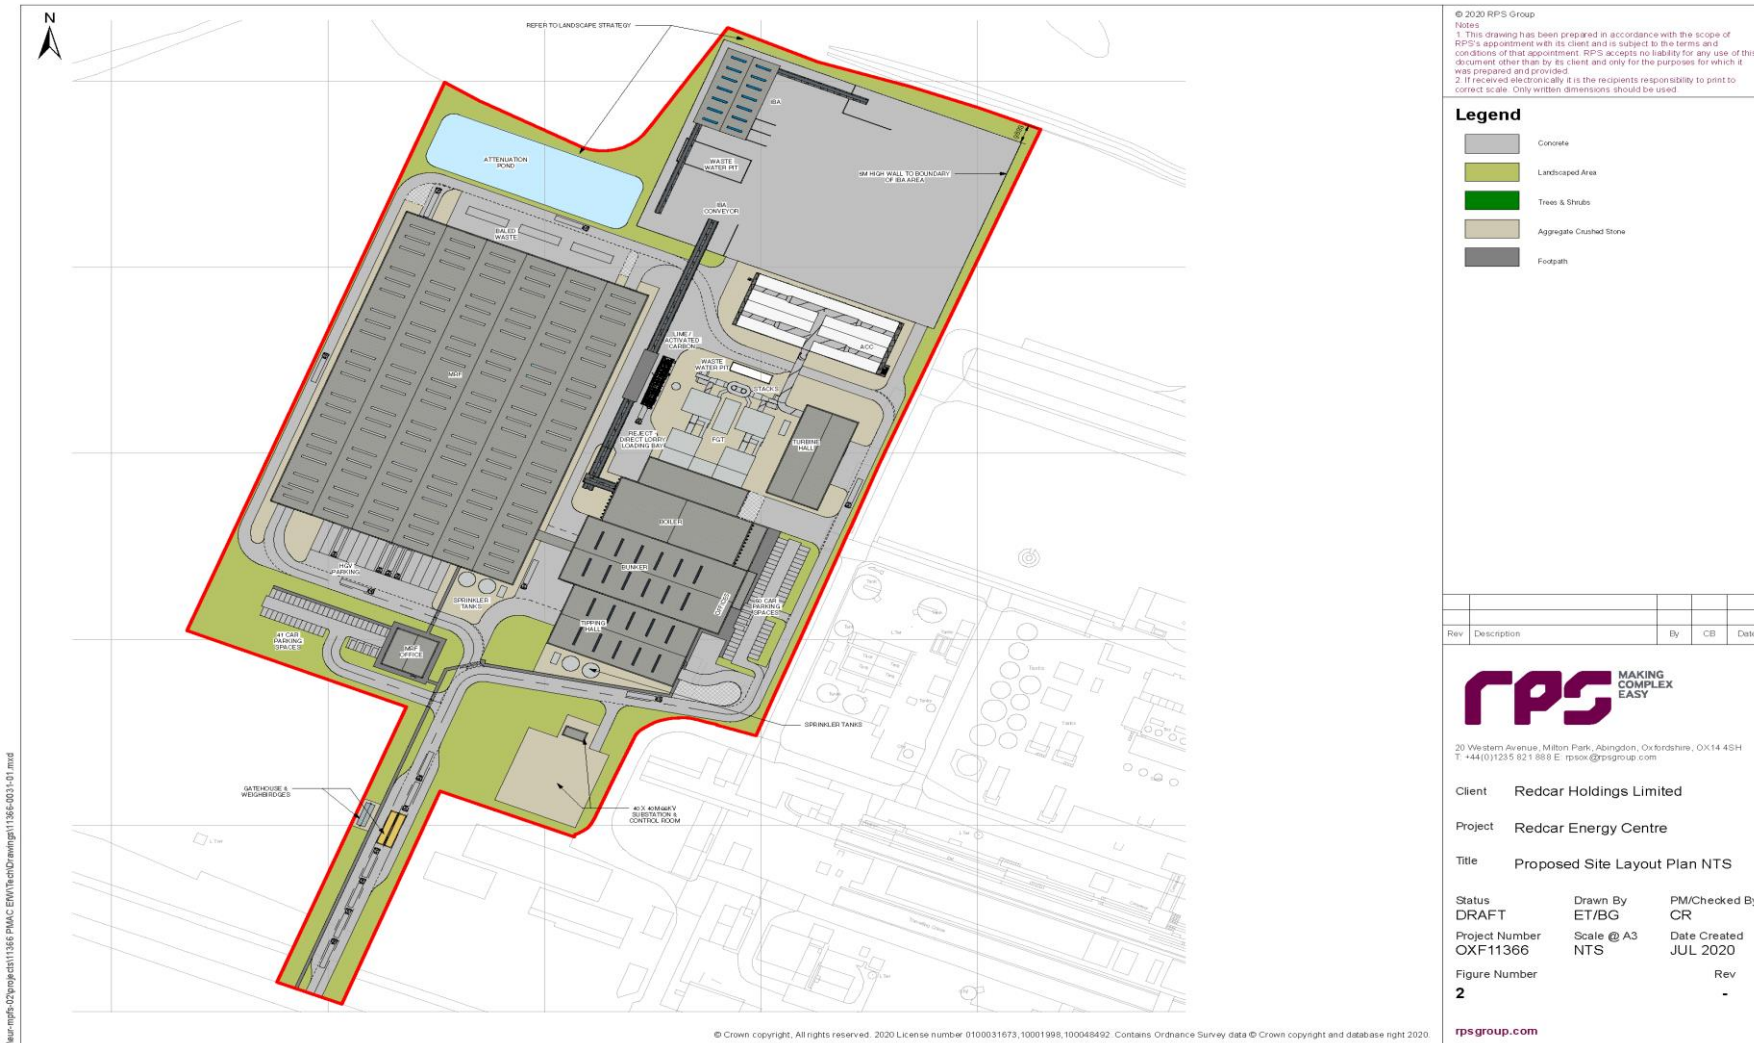 N
REFER TO LANDSCAPE STRATEGY
IBA
ATTENUATION
POND
WASTE
WATER PIT
8M HIGH WALL TO BOUNDARY
OF IBA AREA
IBA
CONVEYOR
BALED
WASTE
LIME/
ACTIVATED
CARBON
ACC
WASTE
WATER PIT
STACKS
MRF
REJECT -
DIRECT LORRY
LOADING BAY
FGT
TURBINE
HALL
BOILER
BUNKER
HGV
PARKING
SPRINKLER
TANKS
OFFICES
50 CAR
PARKING
SPACES
TIPPING
HALL
41 CAR
PARKING
SPACES
MRF
OFFICE
SPRINKLER TANKS
GATEHOUSE &
WEIGHBRIDGES
40 X 40M 66KV
SUBSTATION &
CONTROL ROOM
© Crown copyright, All rights reserved. 2020 License number 0100031673,10001998,100048492. Contains Ordnance Survey data © Crown copyright and database right 2020.
© 2020 RPS Group
Notes
1. This drawing has been prepared in accordance with the scope of
RPS's appointment with its client and is subject to the terms and
conditions of that appointment. RPS accepts no liability for any use of this
document other than by its client and only for the purposes for which it
was prepared and provided.
2. If received electronically it is the recipients responsibility to print to
correct scale. Only written dimensions should be used.
Legend
Concrete
Landscaped Area
Trees & Shrubs
Aggregate Crushed Stone
Footpath
Rev Description By CB Date
rps MAKING
COMPLEX
EASY
20 Western Avenue, Milton Park, Abingdon, Oxfordshire, OX14 4SH
T: +44(0)1235 821 888 E: rpsox@rpsgroup.com
Client Redcar Holdings Limited
Project Redcar Energy Centre
Title Proposed Site Layout Plan NTS
Status Drawn By PM/Checked By
DRAFT ET/BG CR
Project Number Scale @ A3 Date Created
OXF11366 NTS JUL 2020
Figure Number Rev
2 -
rpsgroup.com